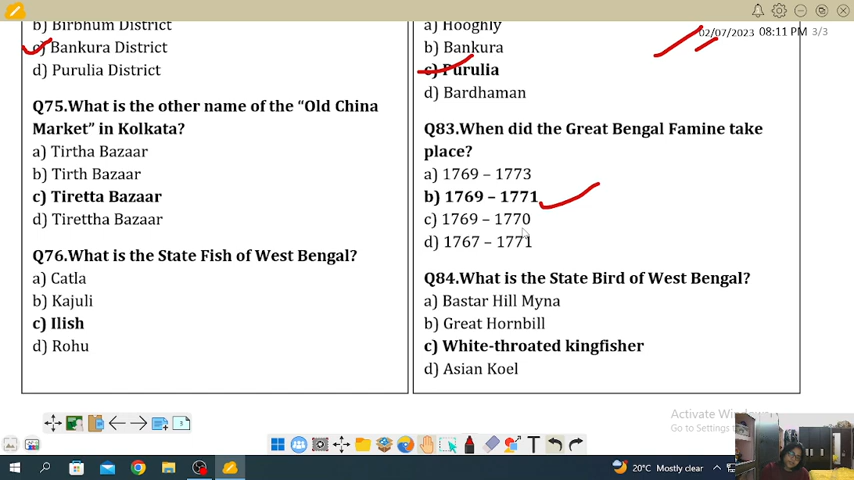 b) Birbhum District
c) Bankura District
d) Purulia District
Q75.What is the other name of the “Old China
Market” in Kolkata?
a) Tirtha Bazaar
b) Tirth Bazaar
c) Tiretta Bazaar
d) Tirettha Bazaar
Q76.What is the State Fish of West Bengal?
a) Catla
b) Kajuli
c) Ilish
d) Rohu
a) Hooghly
b) Bankura
c) Purulia
d) Bardhaman
Q83.When did the Great Bengal Famine take
place?
a) 1769 – 1773
b) 1769 – 1771
c) 1769 – 1770
d) 1767 – 1771
Q84.What is the State Bird of West Bengal?
a) Bastar Hill Myna
b) Great Hornbill
c) White-throated kingfisher
d) Asian Koel
02/07/2023 08:11 PM 3/3
Activate Windows
Go to Settings
3
T
20°C Mostly clear